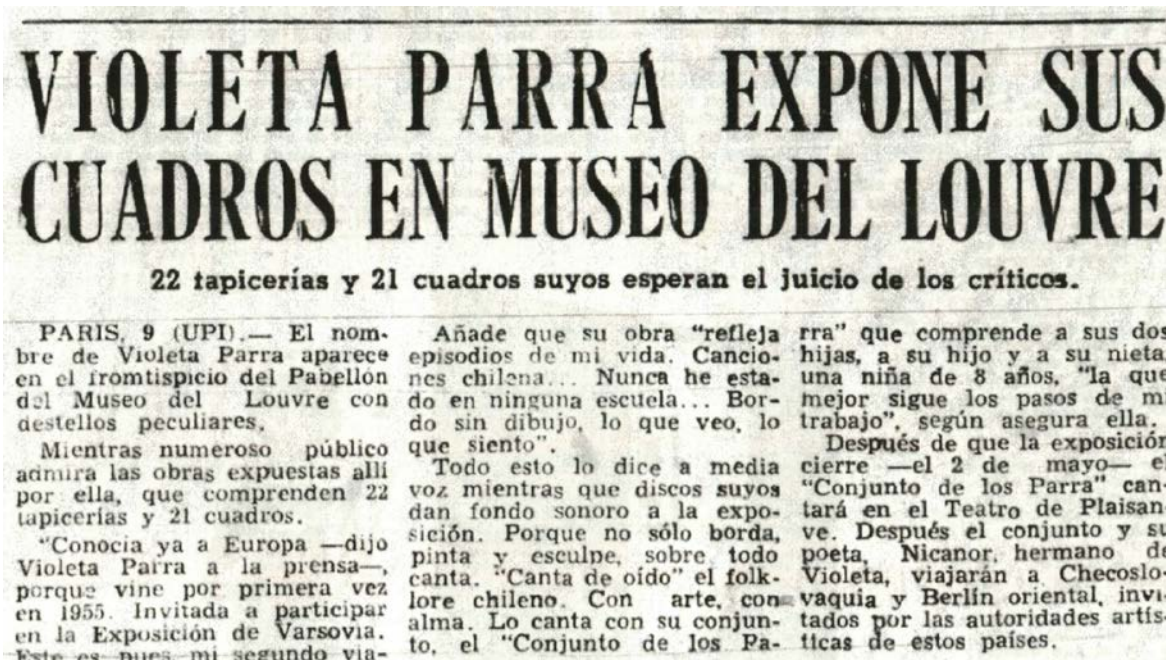 VIOLETA PARRA EXPONE SUS
CUADROS EN MUSEO DEL LOUVRE
22 tapicerías y 21 cuadros suyos esperan el juicio de los críticos.
PARIS, 9 (UPI).— El nom-
bre de Violeta Parra aparece
en el fromtispicio del Pabellón
del Museo del Louvre con
destellos peculiares.
Mientras numeroso público
admira las obras expuestas allí
por ella, que comprenden 22
tapicerías y 21 cuadros.
"Conocía ya a Europa —dijo
Violeta Parra a la prensa—,
porque vine por primera vez
en 1955. Invitada a participar
en la Exposición de Varsovia.
Este es pues mi segundo via-
Añade que su obra "refleja
episodios de mi vida. Cancio-
nes chilena... Nunca he esta-
do en ninguna escuela... Bor-
do sin dibujo, lo que veo, lo
que siento".
Todo esto lo dice a media
voz mientras que discos suyos
dan fondo sonoro a la expo-
sición. Porque no sólo borda,
pinta y esculpe, sobre todo
canta. "Canta de oído" el folk-
lore chileno. Con arte, con
alma. Lo canta con su conjun-
to, el "Conjunto de los Pa-
rra" que comprende a sus dos
hijas, a su hijo y a su nieta,
una niña de 8 años, "la que
mejor sigue los pasos de mi
trabajo", según asegura ella.
Después de que la exposición
cierre —el 2 de mayo— el
"Conjunto de los Parra" can-
tará en el Teatro de Plaisan-
ve. Después el conjunto y su
poeta, Nicanor, hermano de
Violeta, viajarán a Checoslo-
vaquia y Berlín oriental, invi-
tados por las autoridades artís-
ticas de estos países.